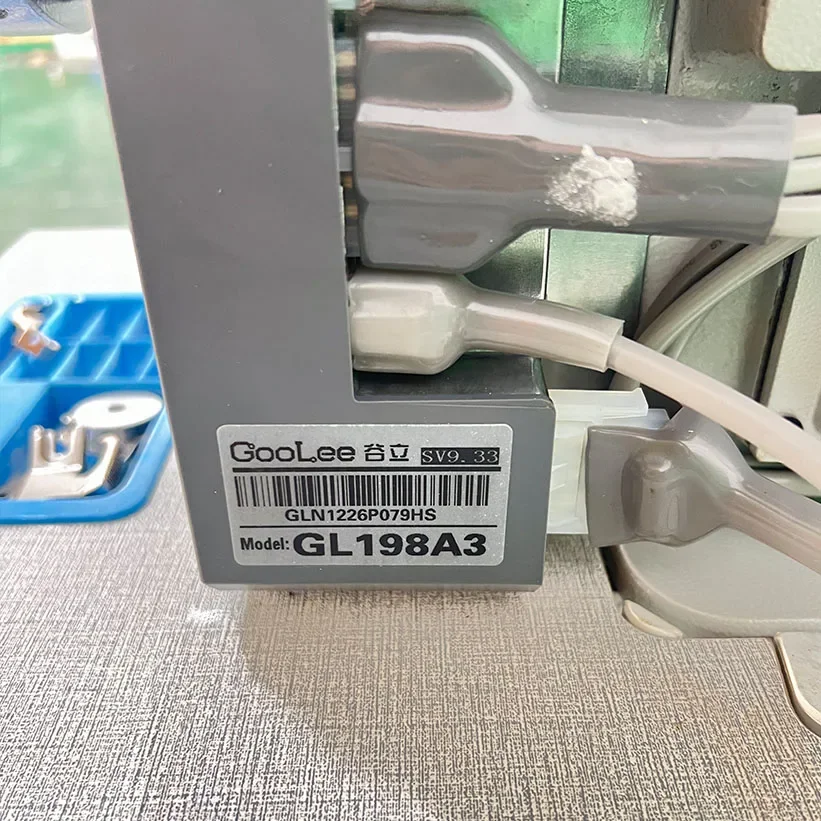 GooLee 谷立 SV9.33
GLN1226P079HS
Model: GL198A3